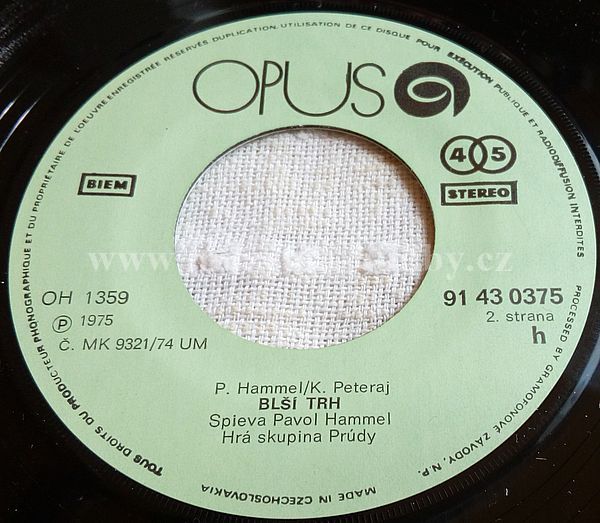 TOUS DROITS DU PRODUCTEUR PHONOGRAPHIQUE ET DU PROPRIÉTAIRE DE L'OEUVRE ENREGISTRÉE RÉSERVÉS DUPLICATION, UTILISATION DE CE DISQUE POUR EXÉCUTION PUBLIQUE ET RADIODIFFUSION INTERDITES
PROCESSED BY GRAMOFONOVÉ ZÁVODY, N.P.
OPUS
45
BIEM
STEREO
OH 1359
℗ 1975
Č. MK 9321/74 UM
91 43 0375
2. strana
h
P. Hammel/K. Peteraj
BLŠÍ TRH
Spieva Pavol Hammel
Hrá skupina Prúdy
MADE IN CZECHOSLOVAKIA